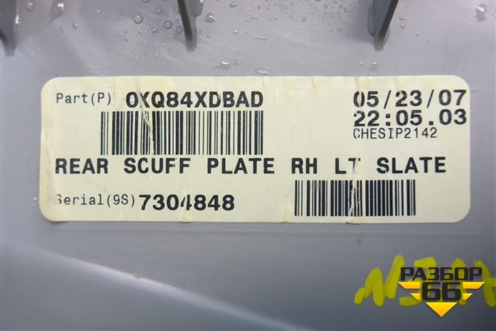 Part(P) 0XQ84XDBAD
05/23/07
22:05.03
CHESIP2142
REAR SCUFF PLATE RH LT SLATE
Serial(9S) 7304848
РАЗБОР
66